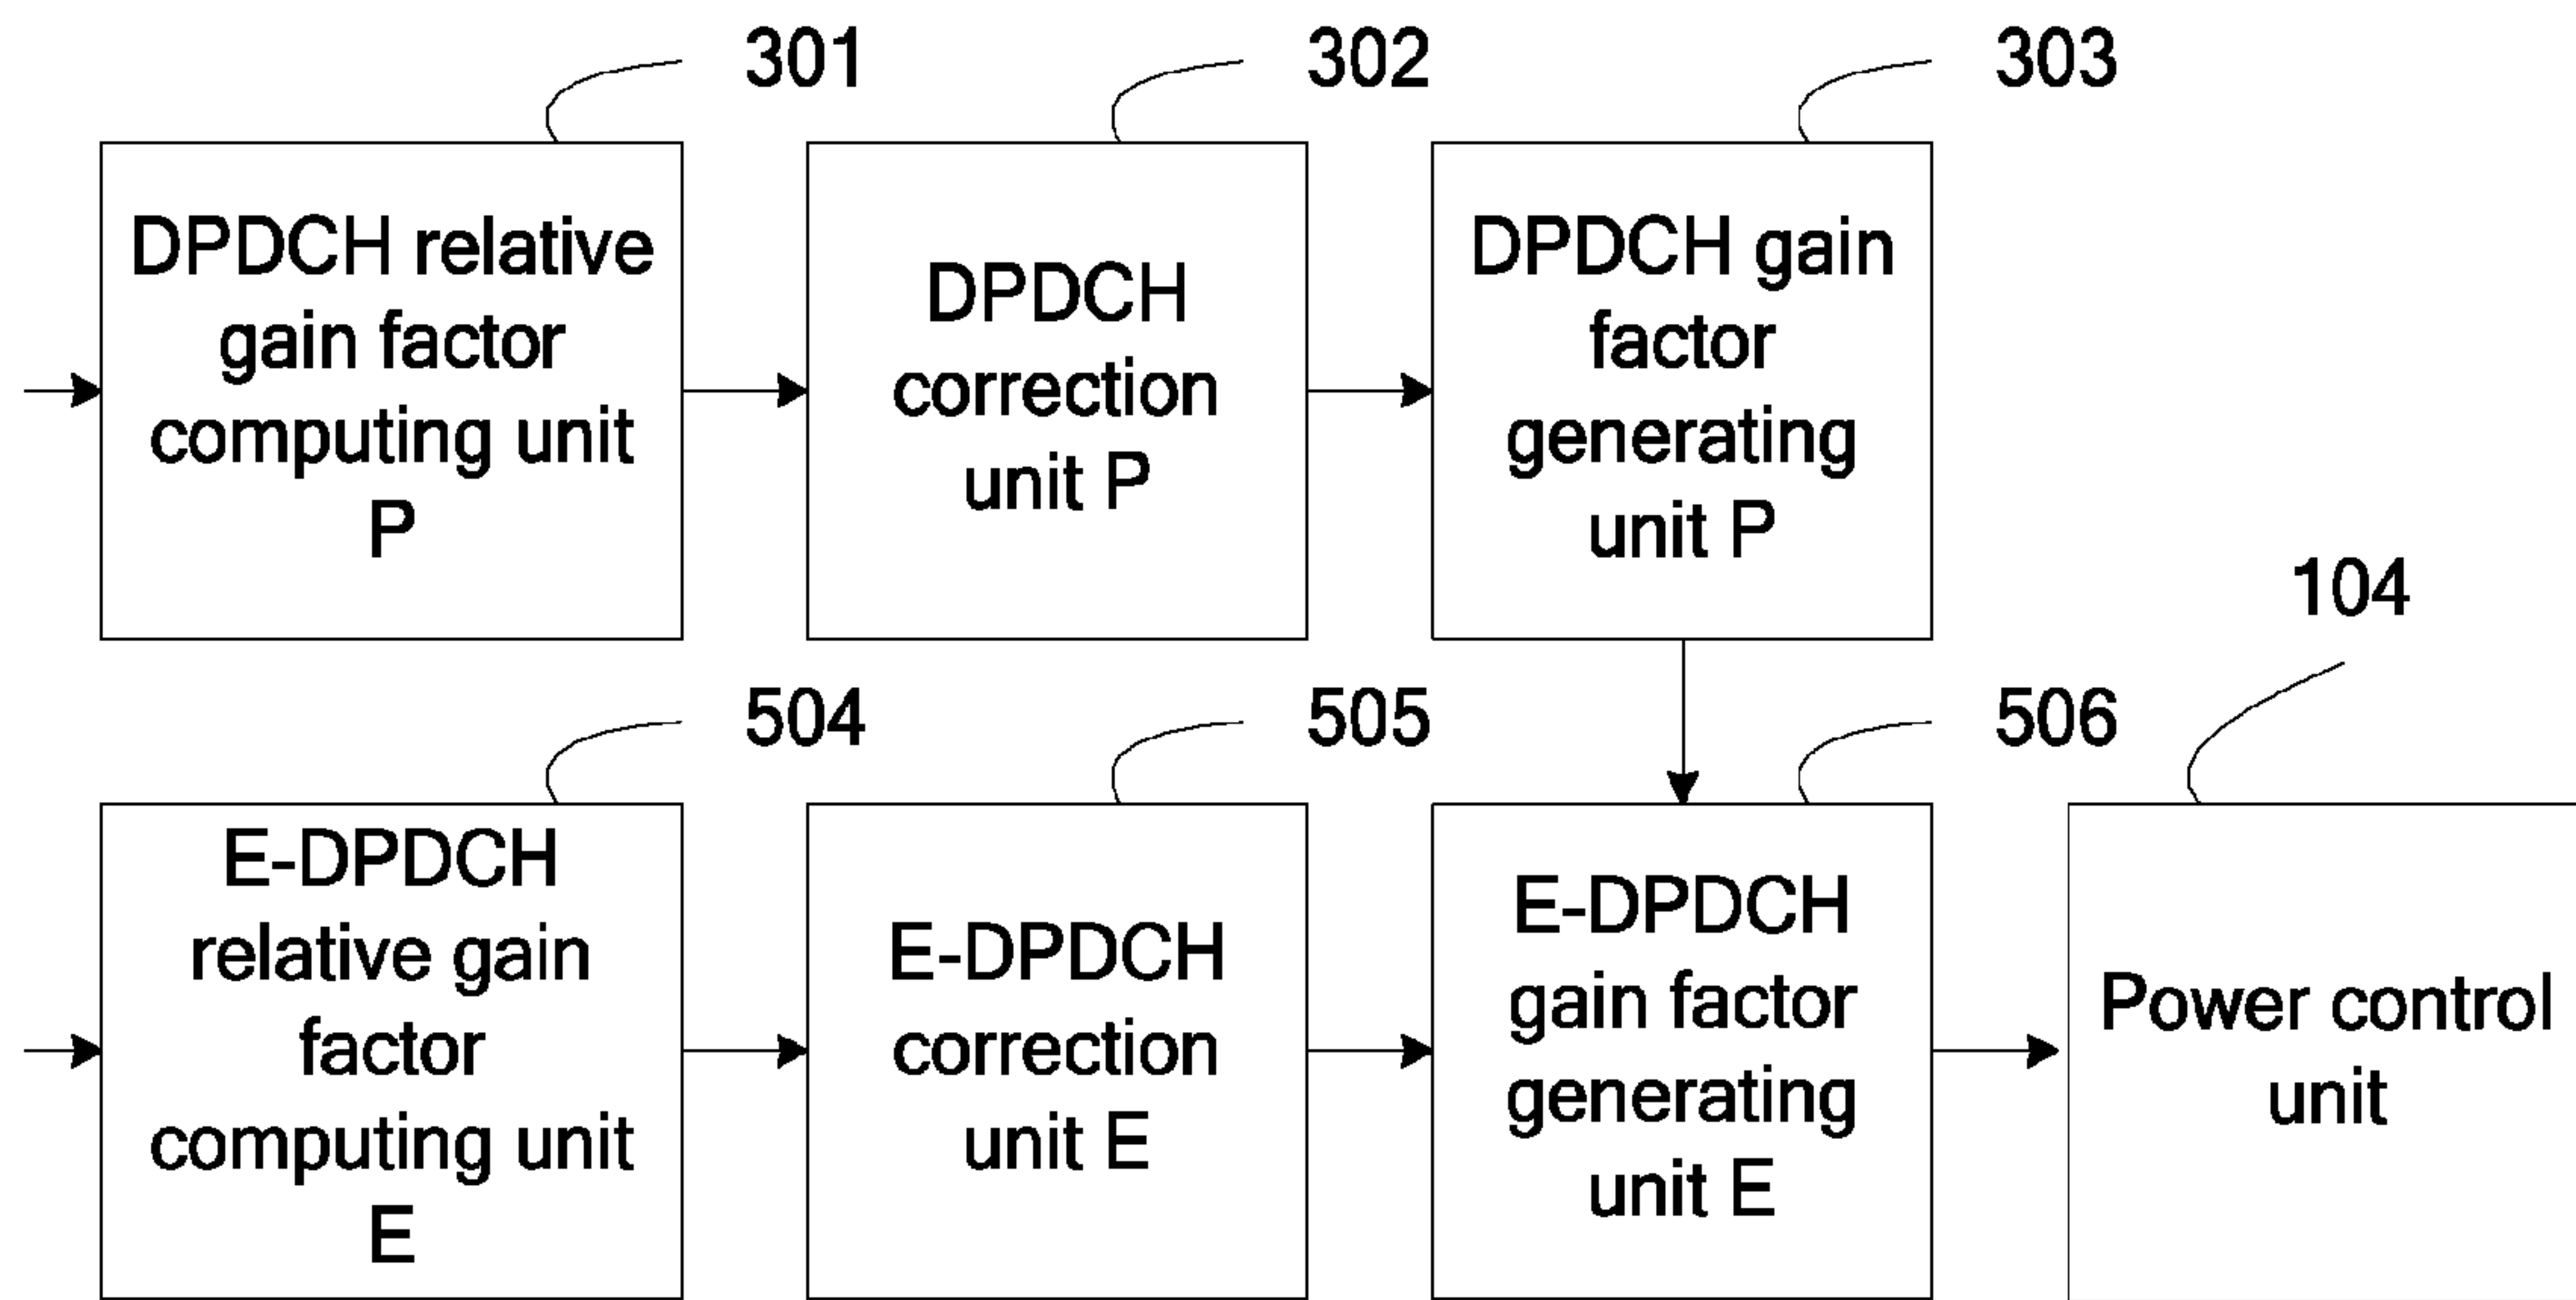 301
302
303
DPDCH relative
gain factor
computing unit
P
DPDCH
correction
unit P
DPDCH gain
factor
generating
unit P
104
504
505
506
E-DPDCH
relative gain
factor
computing unit
E
E-DPDCH
correction
unit E
E-DPDCH
gain factor
generating
unit E
Power control
unit